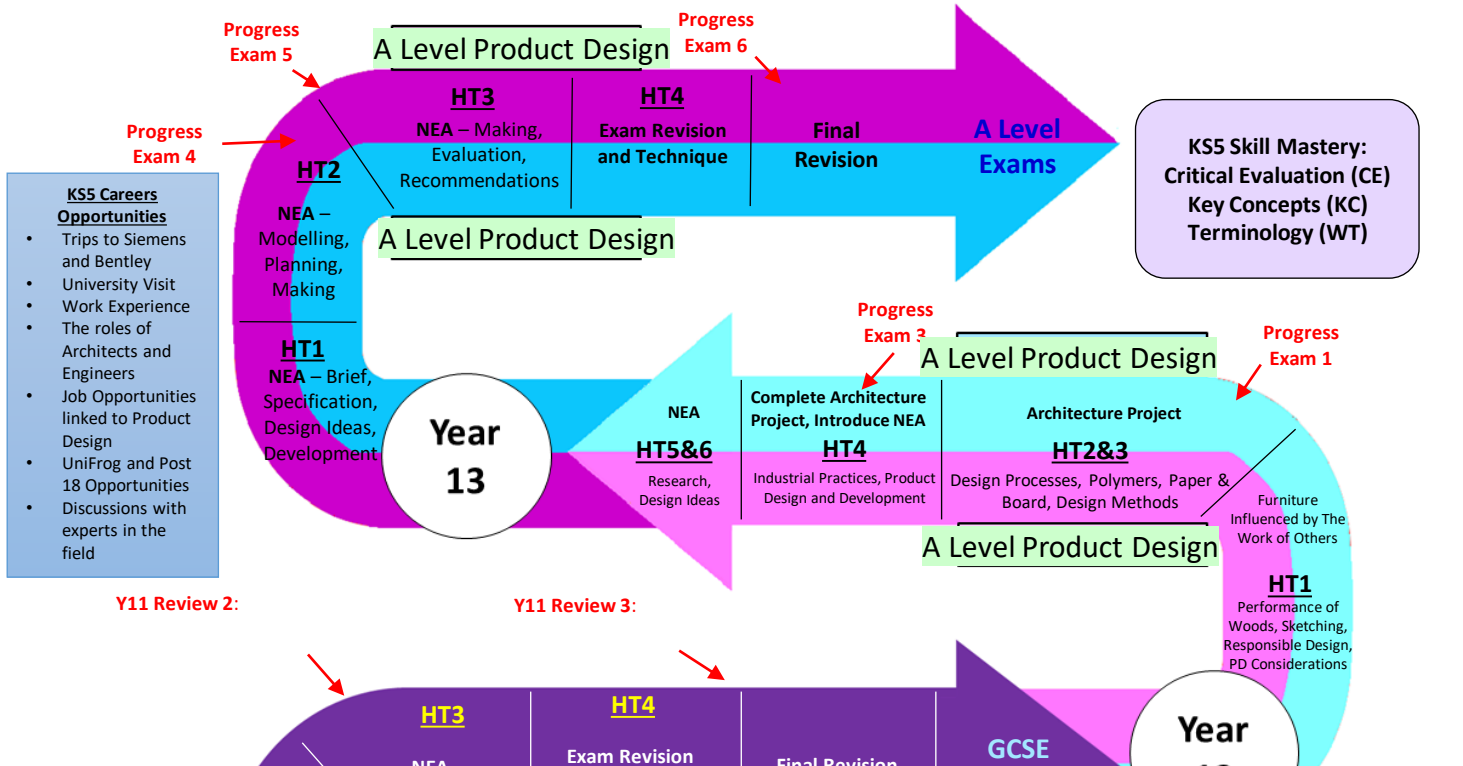 Progress
Exam 5
A Level Product Design
Progress
Exam 6
HT3
NEA – Making,
Evaluation,
Recommendations
HT4
Exam Revision
and Technique
Final
Revision
A Level
Exams
KS5 Skill Mastery:
Critical Evaluation (CE)
Key Concepts (KC)
Terminology (WT)
Progress
Exam 4
HT2
NEA –
Modelling,
Planning,
Making
A Level Product Design
KS5 Careers
Opportunities
• Trips to Siemens
and Bentley
• University Visit
• Work Experience
• The roles of
Architects and
Engineers
• Job Opportunities
linked to Product
Design
• UniFrog and Post
18 Opportunities
• Discussions with
experts in the
field
HT1
NEA – Brief,
Specification,
Design Ideas,
Development
Year
13
Progress
Exam 3
A Level Product Design
Progress
Exam 1
NEA
HT5&6
Research,
Design Ideas
Complete Architecture
Project, Introduce NEA
HT4
Industrial Practices, Product
Design and Development
Architecture Project
HT2&3
Design Processes, Polymers, Paper &
Board, Design Methods
A Level Product Design
Furniture
Influenced by The
Work of Others
HT1
Performance of
Woods, Sketching,
Responsible Design,
PD Considerations
Y11 Review 2:
Y11 Review 3:
HT3
NEA
HT4
Exam Revision
Final Revision
GCSE
Year